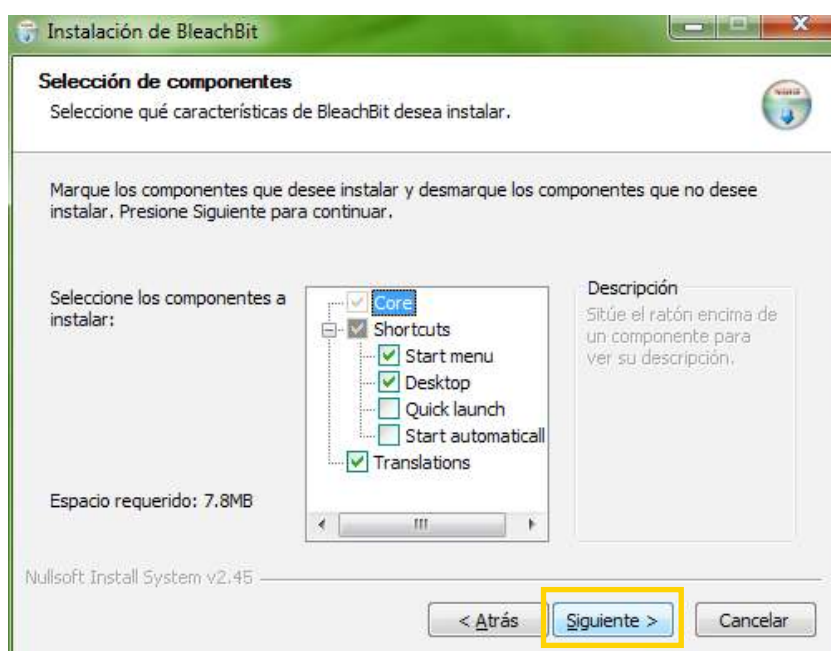 Instalación de BleachBit
Selección de componentes
Seleccione qué características de BleachBit desea instalar.
Marque los componentes que desee instalar y desmarque los componentes que no desee
instalar. Presione Siguiente para continuar.
Seleccione los componentes a
instalar:
Core
Shortcuts
Start menu
Desktop
Quick launch
Start automaticall
Translations
Descripción
Sitúe el ratón encima de
un componente para
ver su descripción.
Espacio requerido: 7.8MB
Nullsoft Install System v2.45
< Atrás
Siguiente >
Cancelar